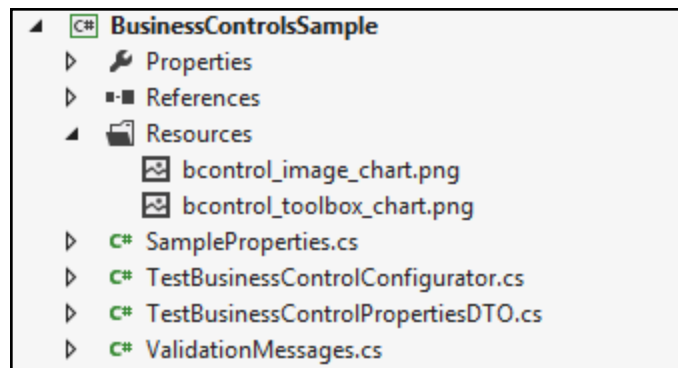 C# BusinessControlsSample
Properties
References
Resources
bcontrol_image_chart.png
bcontrol_toolbox_chart.png
C# SampleProperties.cs
C# TestBusinessControlConfigurator.cs
C# TestBusinessControlPropertiesDTO.cs
C# ValidationMessages.cs